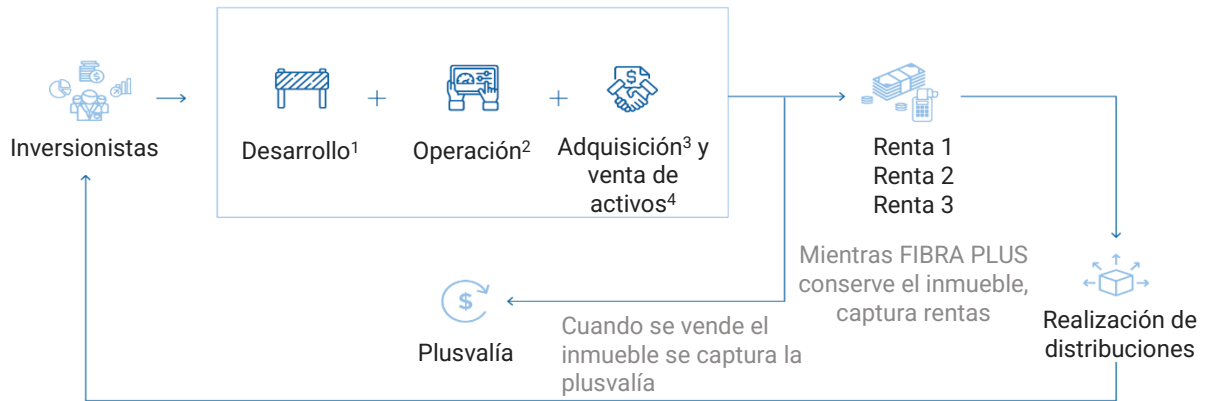 Inversionistas
Desarrollo¹
Operación²
Adquisición³ y
venta de
activos⁴
Renta 1
Renta 2
Renta 3
Mientras FIBRA PLUS
conserve el inmueble,
captura rentas
Plusvalía
Cuando se vende el
inmueble se captura la
plusvalía
Realización de
distribuciones